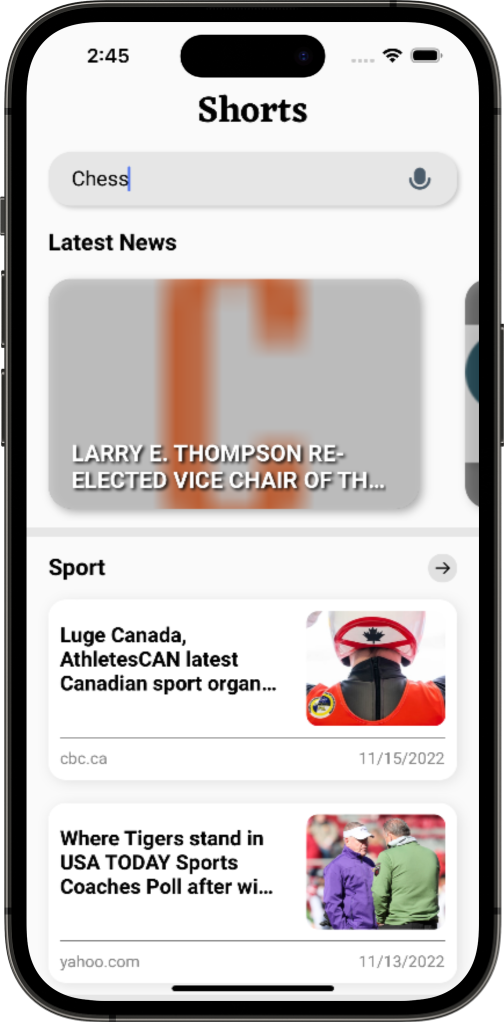 2:45
Shorts
Chess
Latest News
LARRY E. THOMPSON RE-
ELECTED VICE CHAIR OF TH...
Sport
Luge Canada,
AthletesCAN latest
Canadian sport organ...
cbc.ca
11/15/2022
Where Tigers stand in
USA TODAY Sports
Coaches Poll after wi...
yahoo.com
11/13/2022